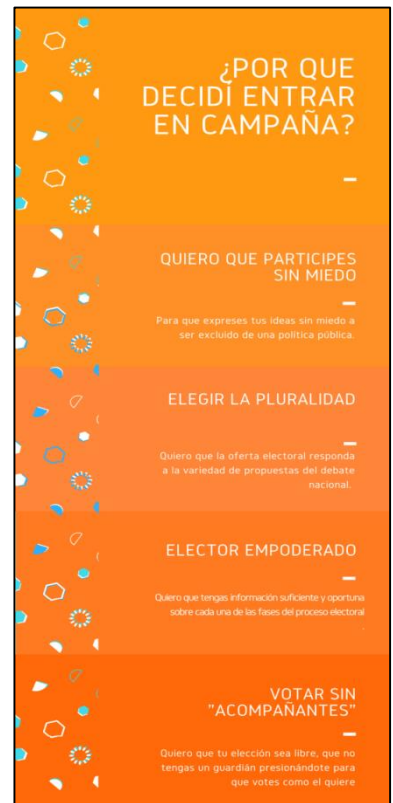 ¿POR QUE
DECIDÍ ENTRAR
EN CAMPAÑA?
QUIERO QUE PARTICIPES
SIN MIEDO
Para que expreses tus ideas sin miedo a
ser excluido de una política pública.
ELEGIR LA PLURALIDAD
Quiero que la oferta electoral responda
a la variedad de propuestas del debate
nacional.
ELECTOR EMPODERADO
Quiero que tengas información suficiente y oportuna
sobre cada una de las fases del proceso electoral
.
VOTAR SIN
"ACOMPAÑANTES"
Quiero que tu elección sea libre, que no
tengas un guardián presionándote para
que votes como el quiere